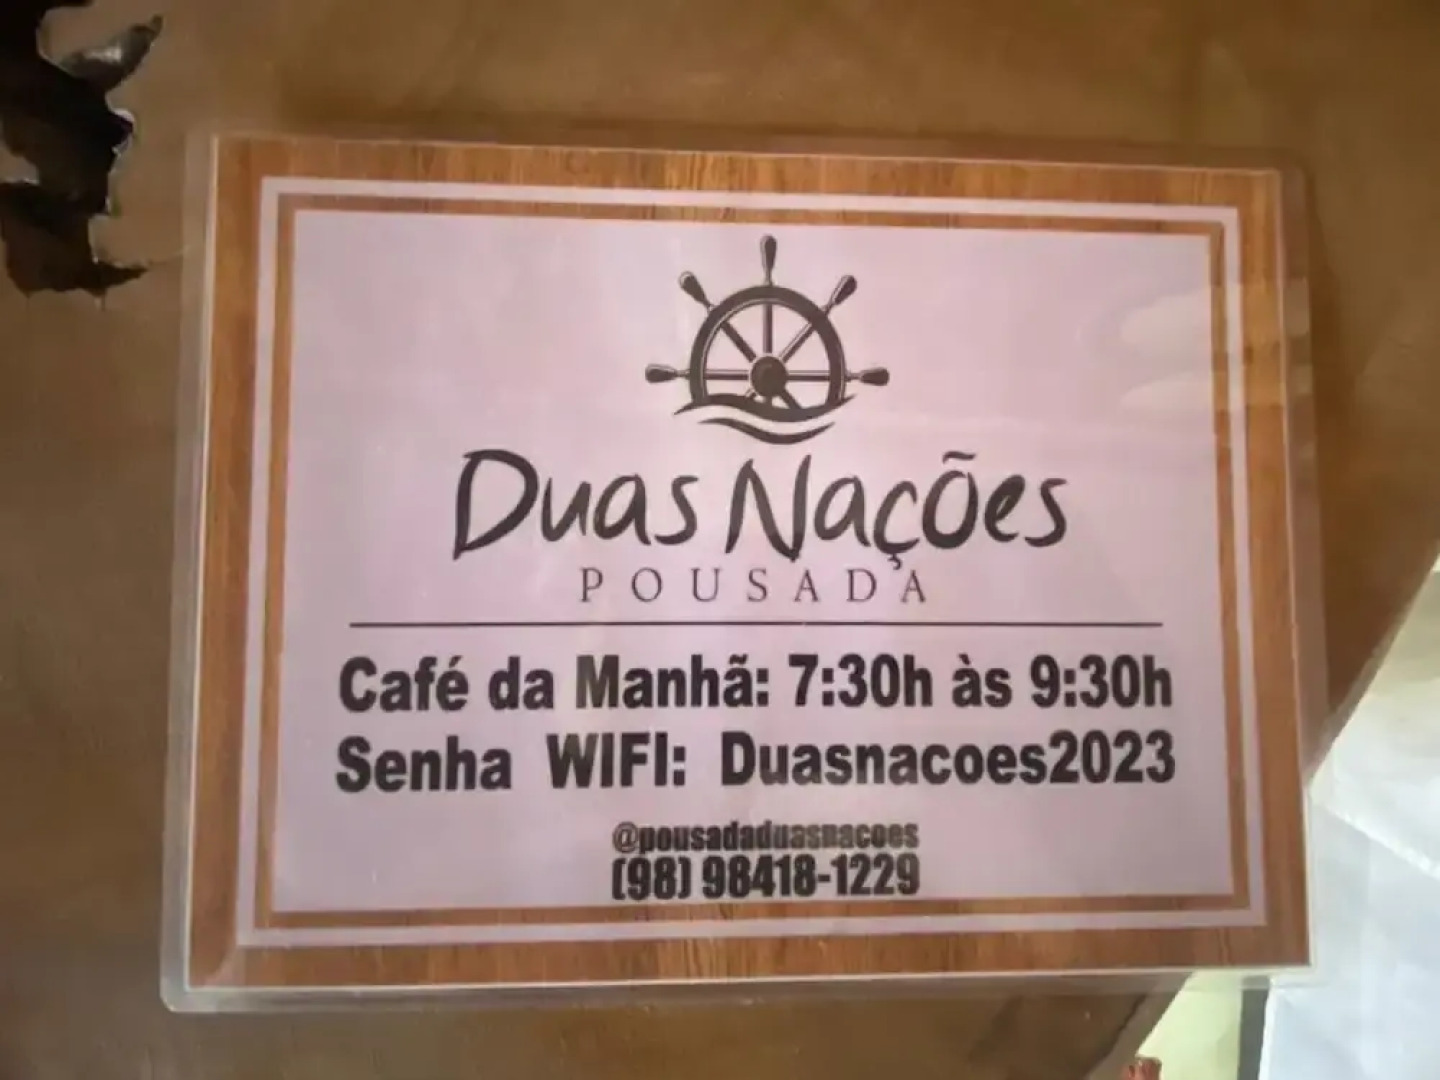 Duas Nações
POUSADA
Café da Manhã: 7:30h às 9:30h
Senha WIFI: Duasnacoes2023
@pousadaduasnacoes
(98) 98418-1229